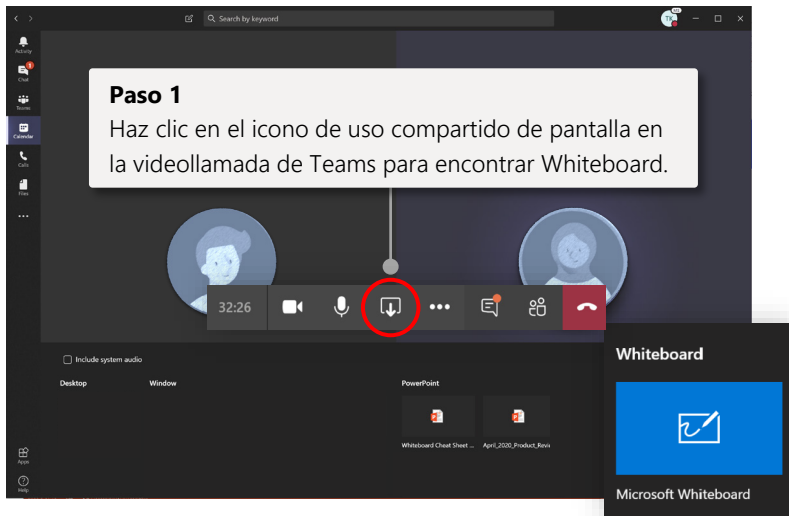 Search by keyword
TK
Activity
1
Chat
Teams
Calendar
Calls
Files
Paso 1
Haz clic en el icono de uso compartido de pantalla en
la videollamada de Teams para encontrar Whiteboard.
32:26
Include system audio
Desktop
Window
PowerPoint
Whiteboard Cheat Sheet ...
April_2020_Product_Revi
Whiteboard
Microsoft Whiteboard
Apps
Help